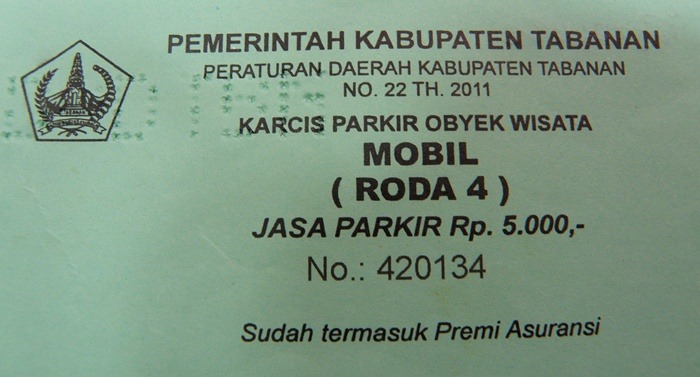 PEMERINTAH KABUPATEN TABANAN
PERATURAN DAERAH KABUPATEN TABANAN
NO. 22 TH. 2011
KARCIS PARKIR OBYEK WISATA
MOBIL
( RODA 4 )
JASA PARKIR Rp. 5.000,-
No.: 420134
Sudah termasuk Premi Asuransi